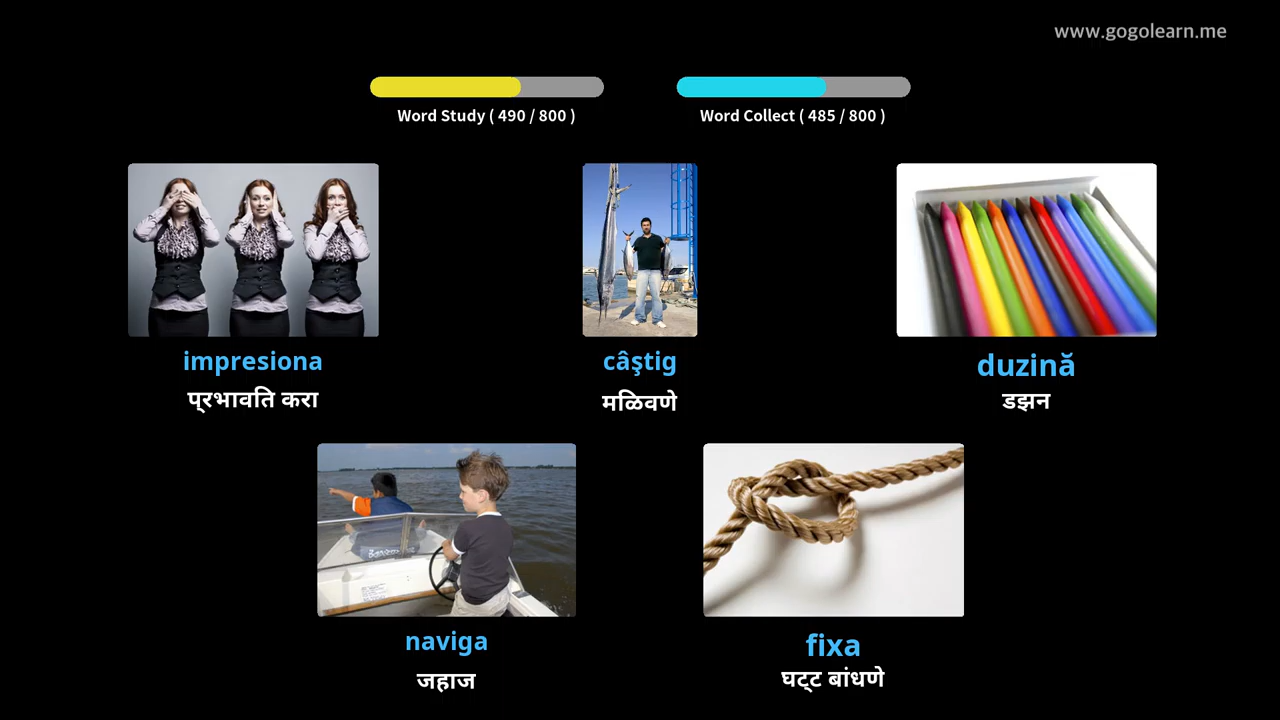 www.gogolearn.me
Word Study ( 490 / 800 )
Word Collect ( 485 / 800 )
impresiona
câştig
duzină
प्रभावति करा
मळिवणे
डझन
naviga
fixa
जहाज
घट्ट बांधणे